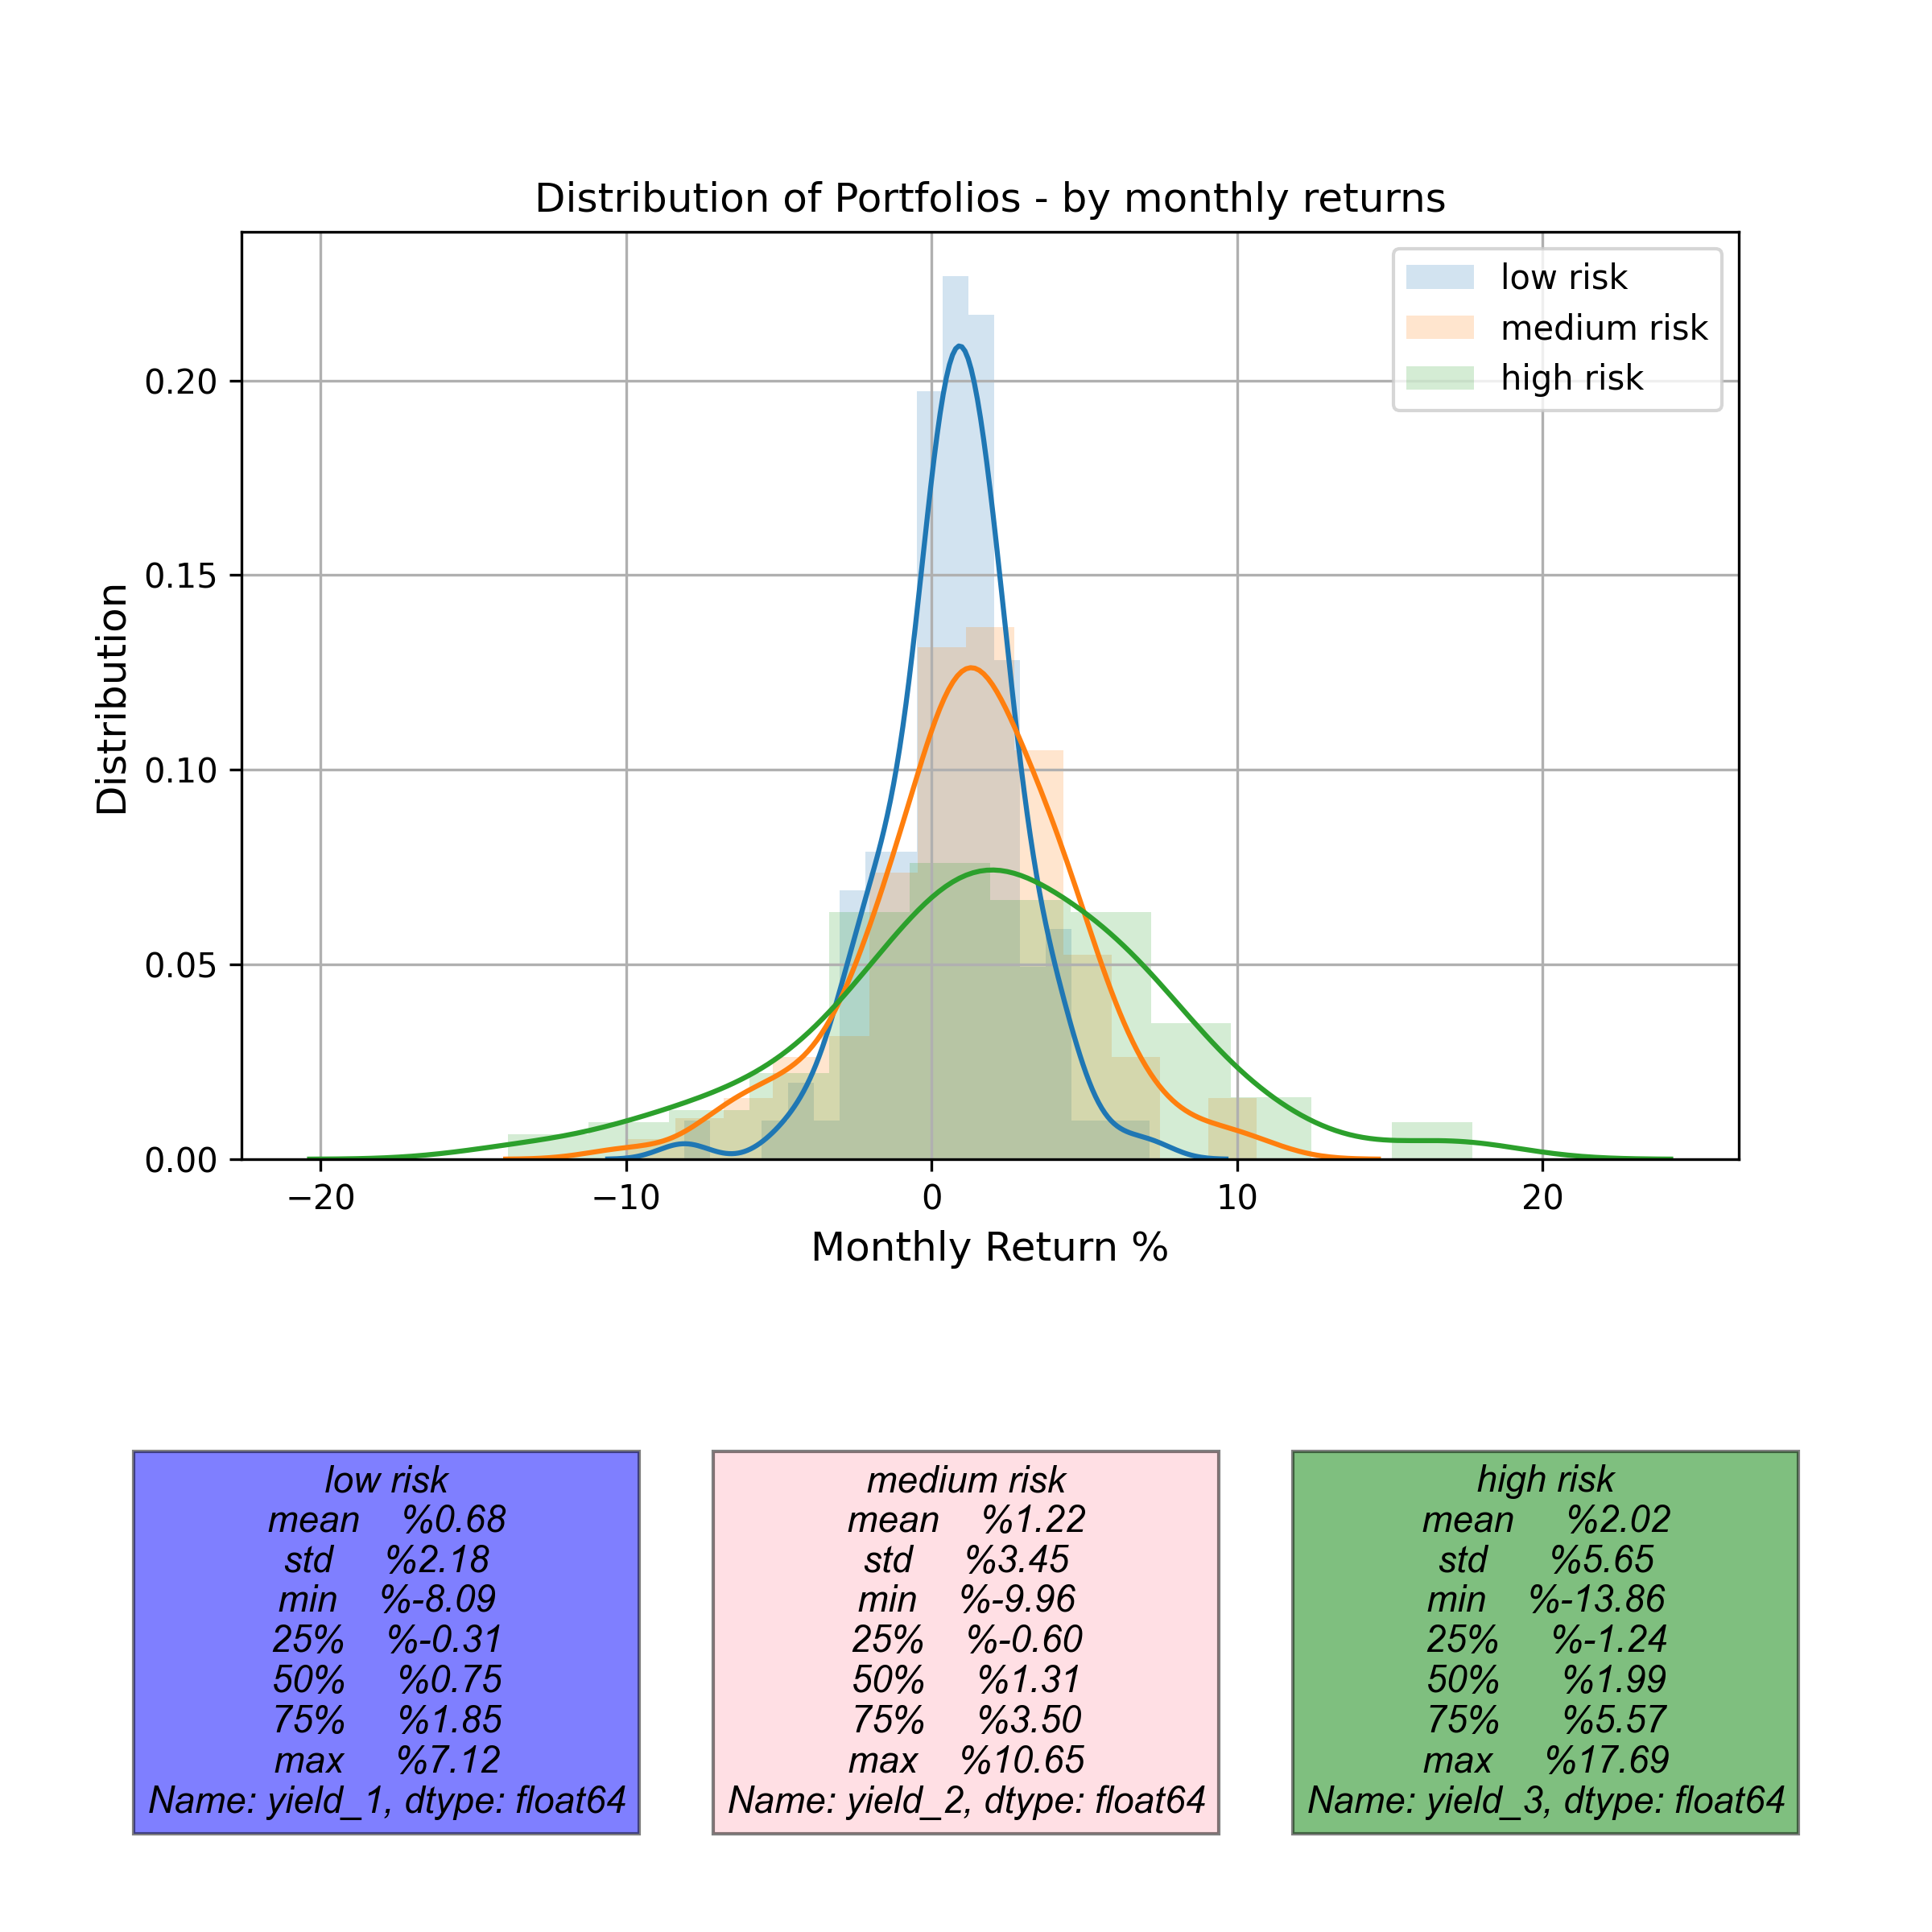 Distribution of Portfolios - by monthly returns
low risk
medium risk
high risk
Distribution
0.20
0.15
0.10
0.05
0.00
−20 −10 0 10 20
Monthly Return %
low risk
mean %0.68
std %2.18
min %-8.09
25% %-0.31
50% %0.75
75% %1.85
max %7.12
Name: yield_1, dtype: float64
medium risk
mean %1.22
std %3.45
min %-9.96
25% %-0.60
50% %1.31
75% %3.50
max %10.65
Name: yield_2, dtype: float64
high risk
mean %2.02
std %5.65
min %-13.86
25% %-1.24
50% %1.99
75% %5.57
max %17.69
Name: yield_3, dtype: float64